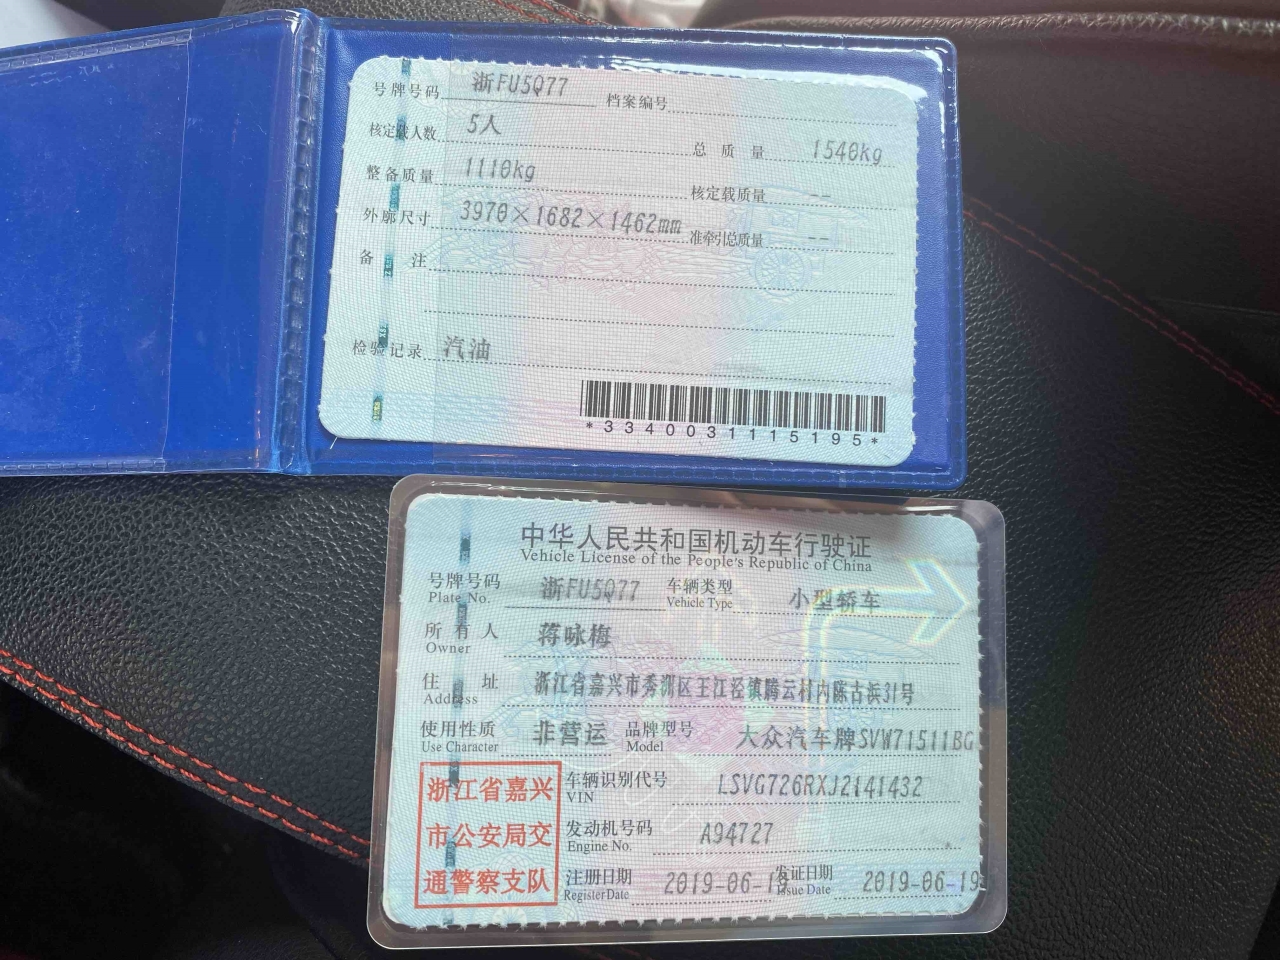 号牌号码 浙FU5Q77 档案编号
核定载人数 5人 总质量 1540kg
整备质量 1110kg 核定载质量 --
外廓尺寸 3970×1682×1462mm 准牵引总质量 --
备注
检验记录 汽油
*3340031115195*
中华人民共和国机动车行驶证
Vehicle License of the People's Republic of China
号牌号码 浙FU5Q77 车辆类型 小型轿车
Plate No. Vehicle Type
所有人 蒋咏梅
Owner
住址 浙江省嘉兴市秀洲区王江泾镇腾云村内陈古浜31号
Address
使用性质 非营运 品牌型号 大众汽车牌SVW71511BG
Use Character Model
浙江省嘉兴
市公安局交
通警察支队
车辆识别代号 LSVG726RXJ2141432
VIN
发动机号码 A94727
Engine No.
注册日期 2019-06-19 发证日期 2019-06-19
Register Date Issue Date